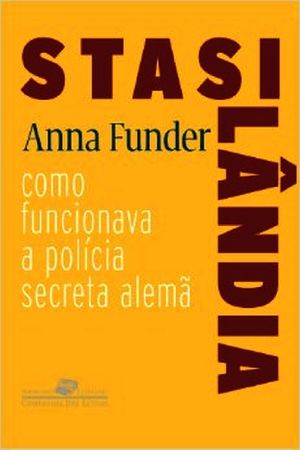 STASI
LÂNDIA
Anna Funder
como
funcionava
a polícia
secreta alemã
COMPANHIA DAS LETRAS